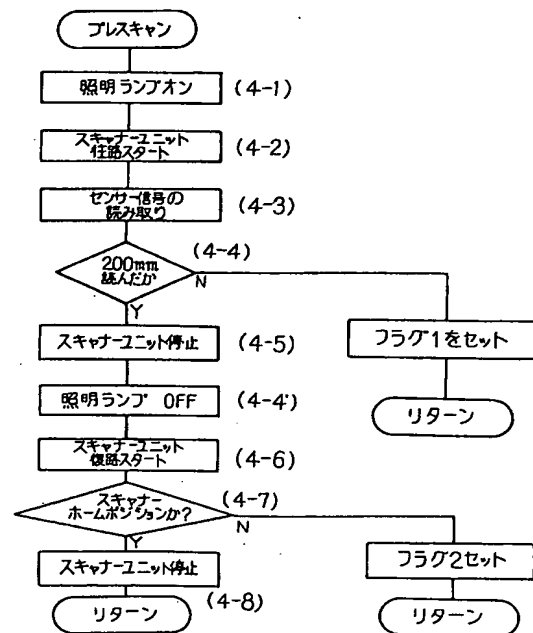 プレスキャン
照明ランプオン
(4-1)
スキャナーユニット
往路スタート
(4-2)
センサー信号の
読み取り
(4-3)
(4-4)
200mm
読んだか
N
Y
スキャナーユニット停止
(4-5)
フラグ1をセット
照明ランプ OFF
(4-4')
リターン
スキャナーユニット
復路スタート
(4-6)
(4-7)
スキャナー
ホームポジションか?
N
Y
スキャナーユニット停止
フラグ2セット
(4-8)
リターン
リターン